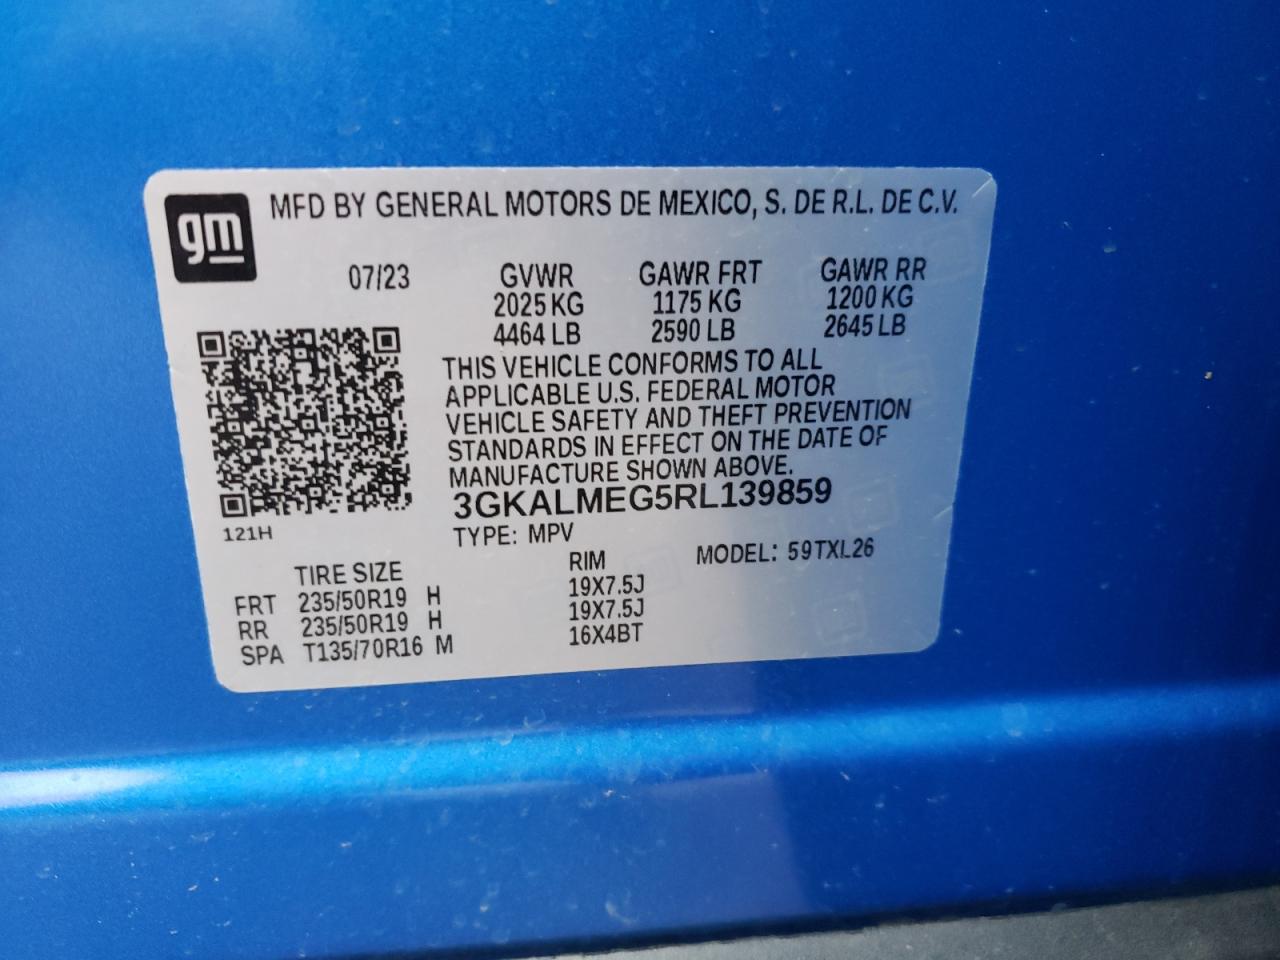 gm
MFD BY GENERAL MOTORS DE MEXICO, S. DE R.L. DE C.V.
07/23 GVWR GAWR FRT GAWR RR
2025 KG 1175 KG 1200 KG
4464 LB 2590 LB 2645 LB
THIS VEHICLE CONFORMS TO ALL
APPLICABLE U.S. FEDERAL MOTOR
VEHICLE SAFETY AND THEFT PREVENTION
STANDARDS IN EFFECT ON THE DATE OF
MANUFACTURE SHOWN ABOVE.
3GKALMEG5RL139859
121H
TYPE: MPV MODEL: 59TXL26
TIRE SIZE RIM
FRT 235/50R19 H 19X7.5J
RR 235/50R19 H 19X7.5J
SPA T135/70R16 M 16X4BT